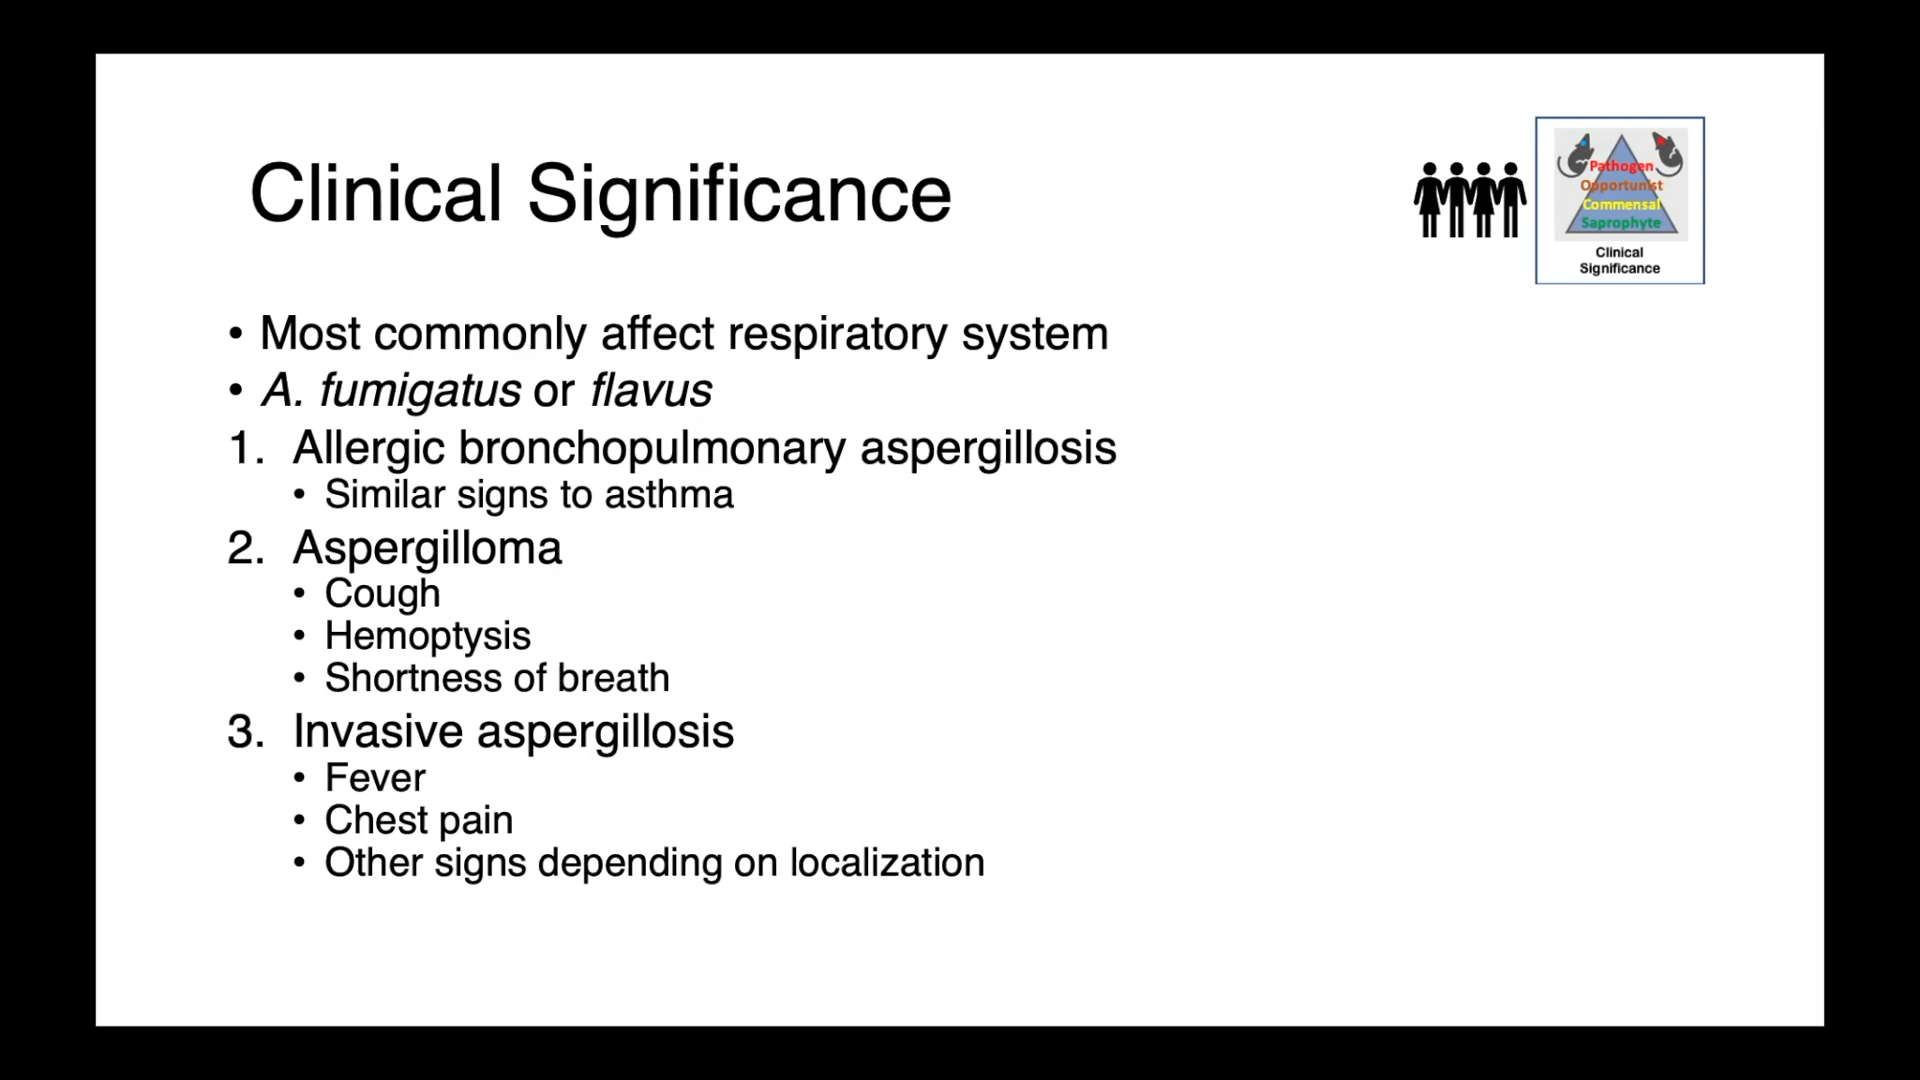 Clinical Significance
Pathogen
Opportunist
Commensal
Saprophyte
Clinical
Significance
• Most commonly affect respiratory system
• A. fumigatus or flavus
1. Allergic bronchopulmonary aspergillosis
• Similar signs to asthma
2. Aspergilloma
• Cough
• Hemoptysis
• Shortness of breath
3. Invasive aspergillosis
• Fever
• Chest pain
• Other signs depending on localization